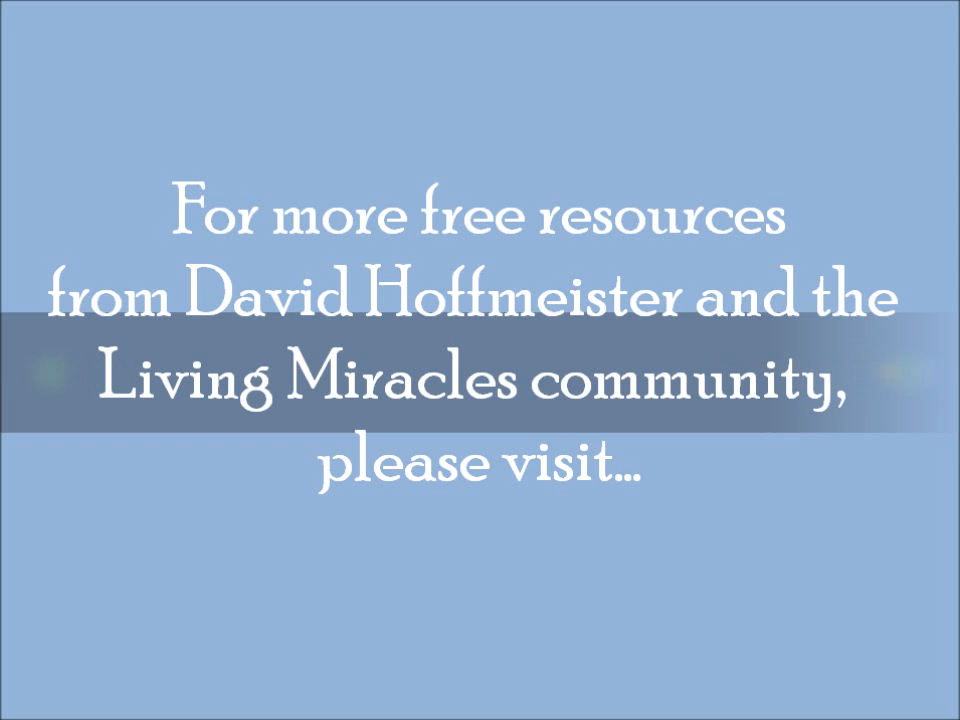 For more free resources
from David Hoffmeister and the
Living Miracles community,
please visit...